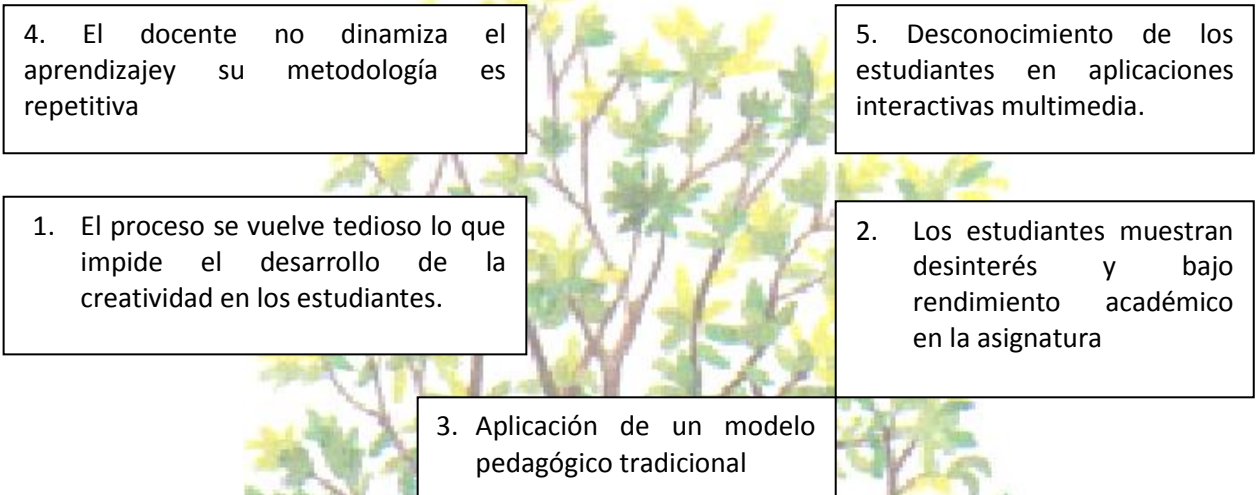 4. El docente no dinamiza el
aprendizajey su metodología es
repetitiva
5. Desconocimiento de los
estudiantes en aplicaciones
interactivas multimedia.
1. El proceso se vuelve tedioso lo que
impide el desarrollo de la
creatividad en los estudiantes.
2. Los estudiantes muestran
desinterés y bajo
rendimiento académico
en la asignatura
3. Aplicación de un modelo
pedagógico tradicional